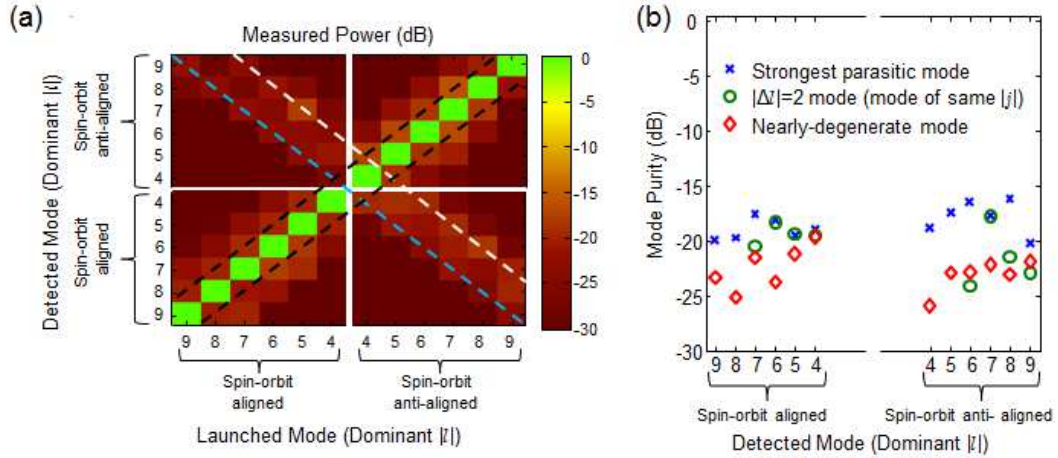 (a)
Measured Power (dB)
Detected Mode (Dominant |l|)
Spin-orbit
anti-aligned
Spin-orbit
aligned
9
8
7
6
5
4
4
5
6
7
8
9
9 8 7 6 5 4 4 5 6 7 8 9
Spin-orbit
aligned
Spin-orbit
anti-aligned
Launched Mode (Dominant |l|)
0
-5
-10
-15
-20
-25
-30
(b)
Mode Purity (dB)
0
-5
-10
-15
-20
-25
-30
Strongest parasitic mode
|Δl|=2 mode (mode of same |j|)
Nearly-degenerate mode
9 8 7 6 5 4 4 5 6 7 8 9
Spin-orbit aligned
Spin-orbit anti- aligned
Detected Mode (Dominant |l|)